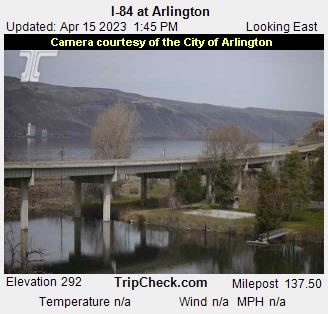 I-84 at Arlington
Updated: Apr 15 2023 1:45 PM Looking East
Camera courtesy of the City of Arlington
Elevation 292 TripCheck.com Milepost 137.50
Temperature n/a Wind n/a MPH n/a